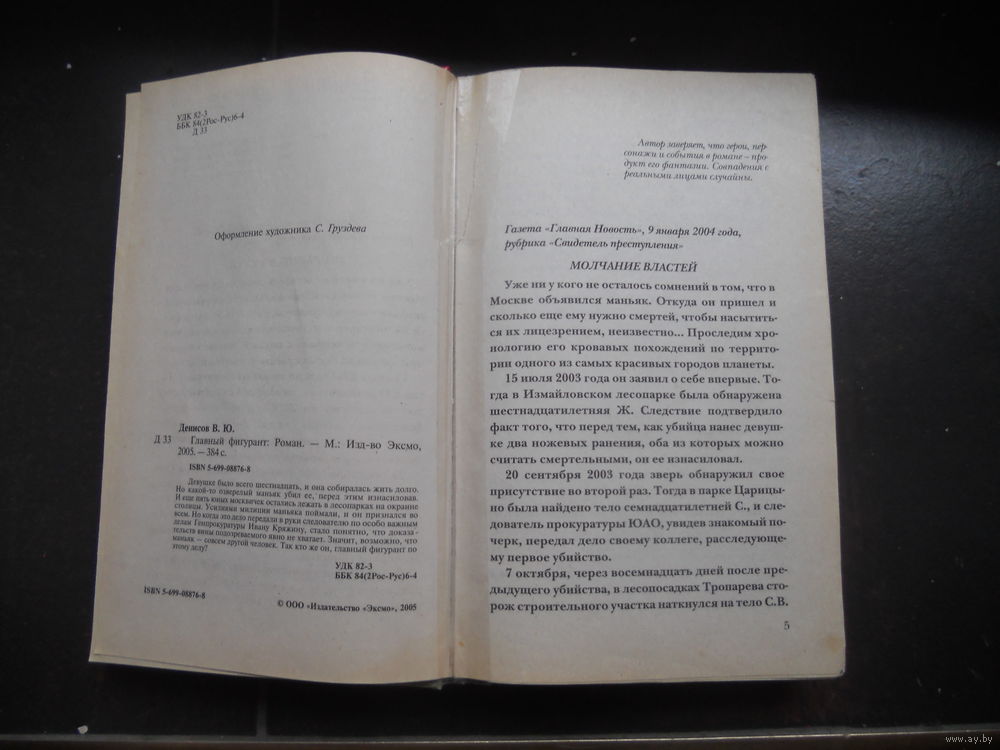 УДК 82-3
ББК 84(2Рос-Рус)6-4
Д 33
Оформление художника С. Груздева
Денисов В. Ю.
Д 33 Главный фигурант: Роман. — М.: Изд-во Эксмо,
2005. — 384 с.
ISBN 5-699-08876-8
Девушке было всего шестнадцать, и она собиралась жить долго.
Но какой-то озверелый маньяк убил ее, перед этим изнасиловав.
И еще пять юных москвичек остались лежать в лесопарках на окраине
столицы. Усилиями милиции маньяка поймали, и он признался во
всем. Но когда это дело передали в руки следователю по особо важным
делам Генпрокуратуры Ивану Кряжину, стало понятно, что доказа-
тельств вины подозреваемого явно не хватает. Значит, возможно, что
маньяк – совсем другой человек. Так кто же он, главный фигурант по
этому делу?
УДК 82-3
ББК 84(2Рос-Рус)6-4
ISBN 5-699-08876-8
© ООО «Издательство «Эксмо», 2005
Автор заверяет, что герои, пер-
сонажи и события в романе – про-
дукт его фантазии. Совпадения с
реальными лицами случайны.
Газета «Главная Новость», 9 января 2004 года,
рубрика «Свидетель преступления»
МОЛЧАНИЕ ВЛАСТЕЙ
Уже ни у кого не осталось сомнений в том, что в
Москве объявился маньяк. Откуда он пришел и
сколько еще ему нужно смертей, чтобы насытить-
ся их лицезрением, неизвестно... Проследим хро-
нологию его кровавых похождений по террито-
рии одного из самых красивых городов планеты.
15 июля 2003 года он заявил о себе впервые. То-
гда в Измайловском лесопарке была обнаружена
шестнадцатилетняя Ж. Следствие подтвердило
факт того, что перед тем, как убийца нанес девуш-
ке два ножевых ранения, оба из которых можно
считать смертельными, он ее изнасиловал.
20 сентября 2003 года зверь обнаружил свое
присутствие во второй раз. Тогда в парке Царицы-
но было найдено тело семнадцатилетней С., и сле-
дователь прокуратуры ЮАО, увидев знакомый по-
черк, передал дело своему коллеге, расследующе-
му первое убийство.
7 октября, через восемнадцать дней после пре-
дыдущего убийства, в лесопосадках Тропарева сто-
рож строительного участка наткнулся на тело С.В.
5
www.ay.by